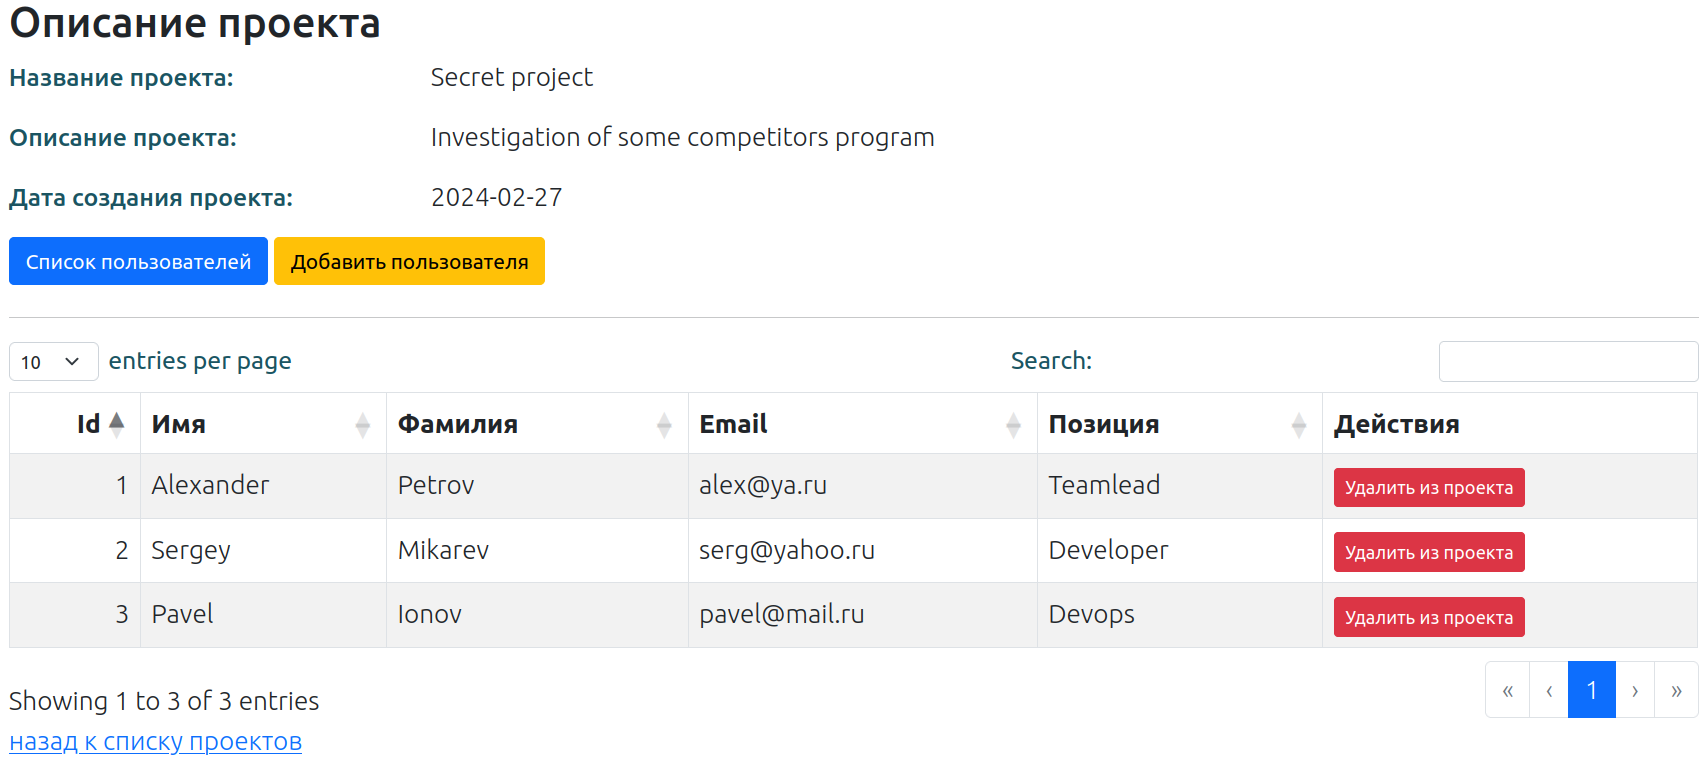 Описание проекта
Название проекта: Secret project
Описание проекта: Investigation of some competitors program
Дата создания проекта: 2024-02-27
Список пользователей Добавить пользователя
10 entries per page Search:
Id Имя Фамилия Email Позиция Действия
1 Alexander Petrov alex@ya.ru Teamlead Удалить из проекта
2 Sergey Mikarev serg@yahoo.ru Developer Удалить из проекта
3 Pavel Ionov pavel@mail.ru Devops Удалить из проекта
« ‹ 1 › »
Showing 1 to 3 of 3 entries
назад к списку проектов